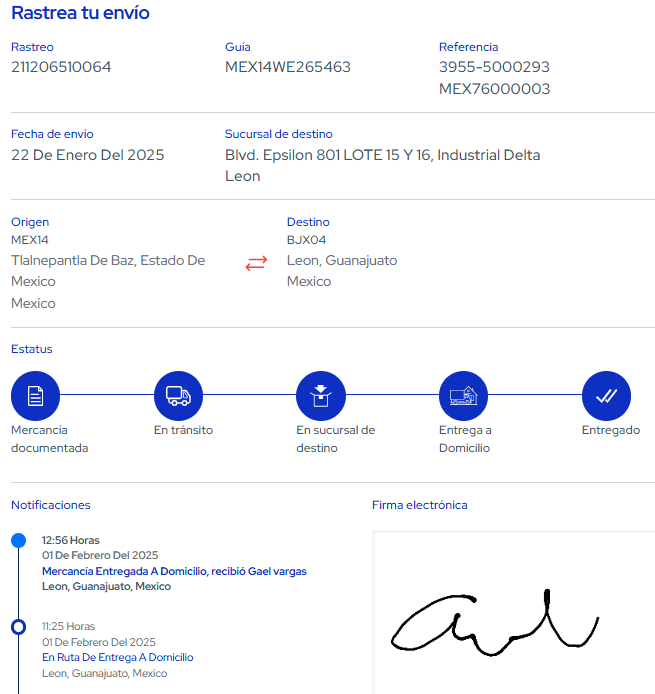 Rastrea tu envío
Rastreo
211206510064
Guía
MEX14WE265463
Referencia
3955-5000293
MEX76000003
Fecha de envío
22 De Enero Del 2025
Sucursal de destino
Blvd. Epsilon 801 LOTE 15 Y 16, Industrial Delta
Leon
Origen
MEX14
Tlalnepantla De Baz, Estado De
Mexico
Mexico
Destino
BJX04
Leon, Guanajuato
Mexico
Estatus
Mercancía
documentada
En tránsito
En sucursal de
destino
Entrega a
Domicilio
Entregado
Notificaciones
12:56 Horas
01 De Febrero Del 2025
Mercancía Entregada A Domicilio, recibió Gael vargas
Leon, Guanajuato, Mexico
11:25 Horas
01 De Febrero Del 2025
En Ruta De Entrega A Domicilio
Leon, Guanajuato, Mexico
Firma electrónica